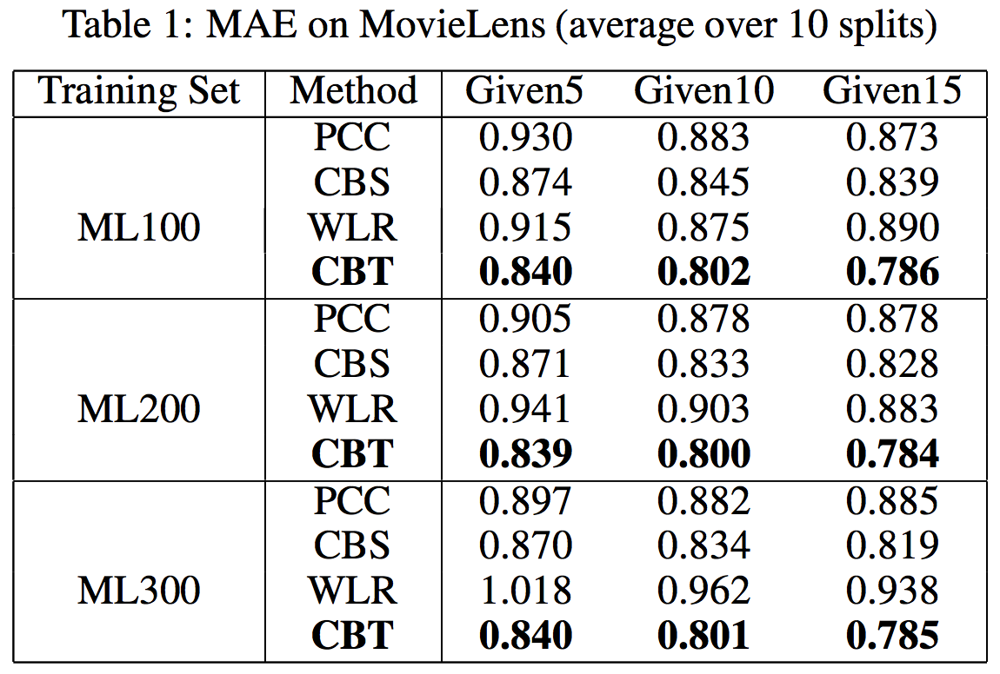 Table 1: MAE on MovieLens (average over 10 splits)
Training Set Method Given5 Given10 Given15
PCC 0.930 0.883 0.873
CBS 0.874 0.845 0.839
ML100 WLR 0.915 0.875 0.890
CBT 0.840 0.802 0.786
PCC 0.905 0.878 0.878
CBS 0.871 0.833 0.828
ML200 WLR 0.941 0.903 0.883
CBT 0.839 0.800 0.784
PCC 0.897 0.882 0.885
CBS 0.870 0.834 0.819
ML300 WLR 1.018 0.962 0.938
CBT 0.840 0.801 0.785